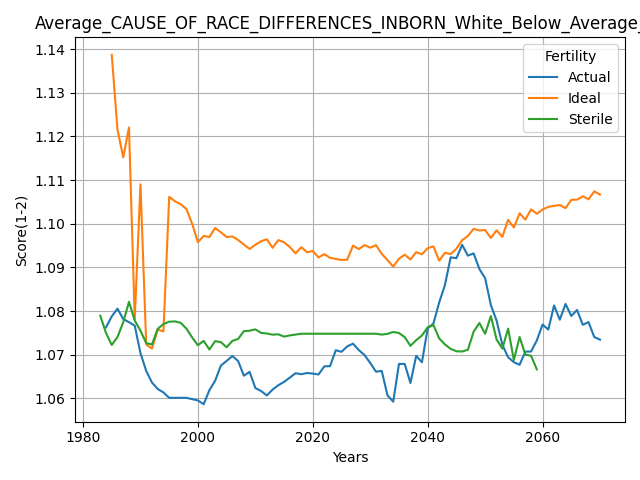 Average_CAUSE_OF_RACE_DIFFERENCES_INBORN_White_Below_Average_
Fertility
Actual
Ideal
Sterile
Score(1-2)
1.14
1.13
1.12
1.11
1.10
1.09
1.08
1.07
1.06
1980
2000
2020
2040
2060
Years